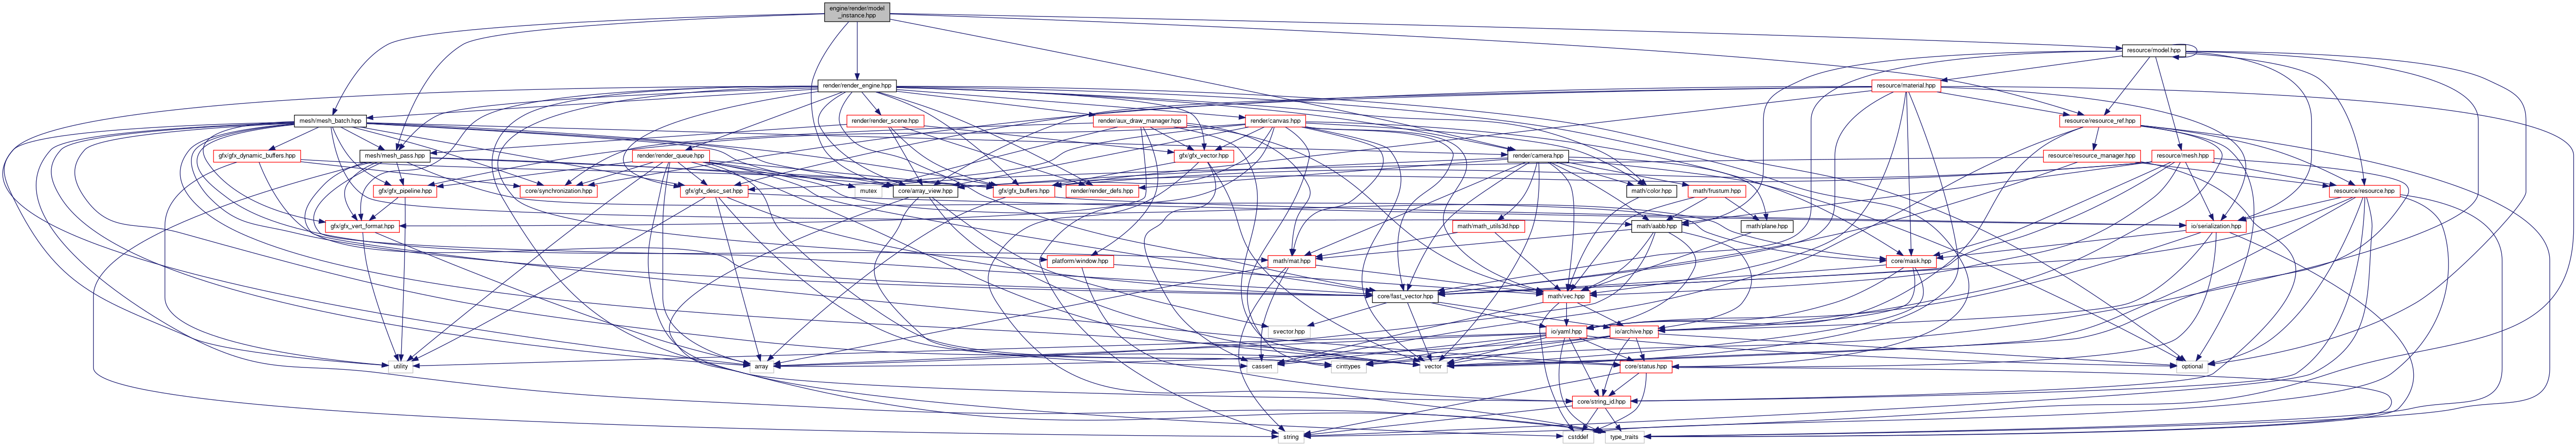 engine/render/model
_instance.hpp
resource/model.hpp
render/render_engine.hpp
resource/material.hpp
mesh/mesh_batch.hpp
render/render_scene.hpp
render/aux_draw_manager.hpp
render/canvas.hpp
resource/resource_ref.hpp
gfx/gfx_dynamic_buffers.hpp
mesh/mesh_pass.hpp
render/render_queue.hpp
gfx/gfx_vector.hpp
render/camera.hpp
resource/resource_manager.hpp
resource/mesh.hpp
gfx/gfx_pipeline.hpp
core/synchronization.hpp
gfx/gfx_desc_set.hpp
mutex
core/array_view.hpp
gfx/gfx_buffers.hpp
render/render_defs.hpp
math/color.hpp
math/frustum.hpp
resource/resource.hpp
gfx/gfx_vert_format.hpp
math/math_utils3d.hpp
math/aabb.hpp
math/plane.hpp
io/serialization.hpp
platform/window.hpp
math/mat.hpp
core/mask.hpp
core/fast_vector.hpp
math/vec.hpp
svector.hpp
io/yaml.hpp
io/archive.hpp
utility
array
cassert
cinttypes
vector
core/status.hpp
optional
core/string_id.hpp
string
cstddef
type_traits